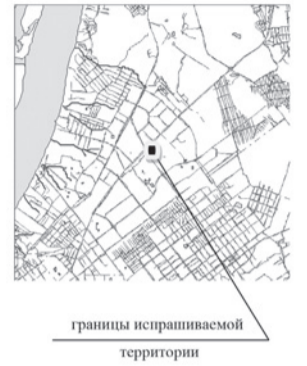 границы испрашиваемой
территории